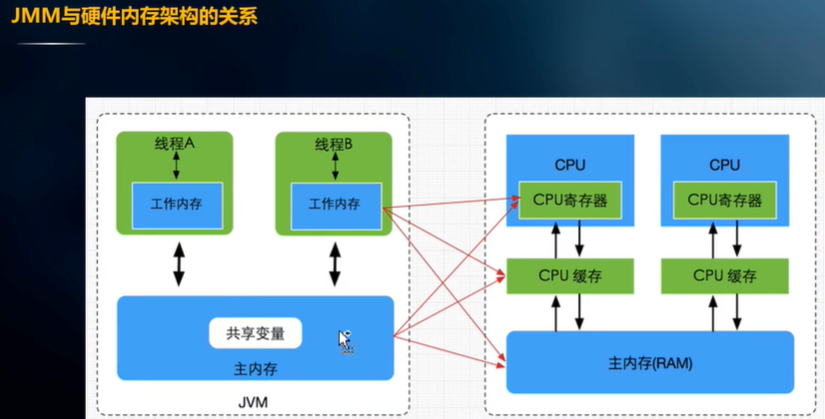 JMM与硬件内存架构的关系
线程A
线程B
工作内存
工作内存
共享变量
主内存
JVM
CPU
CPU
CPU寄存器
CPU寄存器
CPU 缓存
CPU 缓存
主内存(RAM)